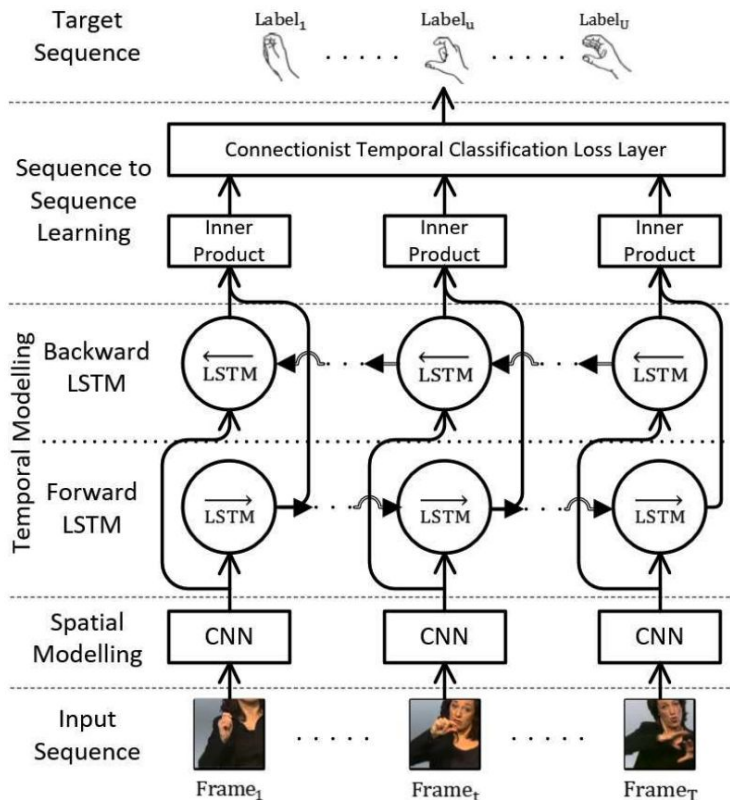 Target
Sequence
Label₁
Labelᵤ
Label_U
Sequence to
Sequence
Learning
Connectionist Temporal Classification Loss Layer
Inner
Product
Inner
Product
Inner
Product
Temporal Modelling
Backward
LSTM
LSTM
LSTM
LSTM
Forward
LSTM
LSTM
LSTM
LSTM
Spatial
Modelling
CNN
CNN
CNN
Input
Sequence
Frame₁
Frameₜ
Frame_T